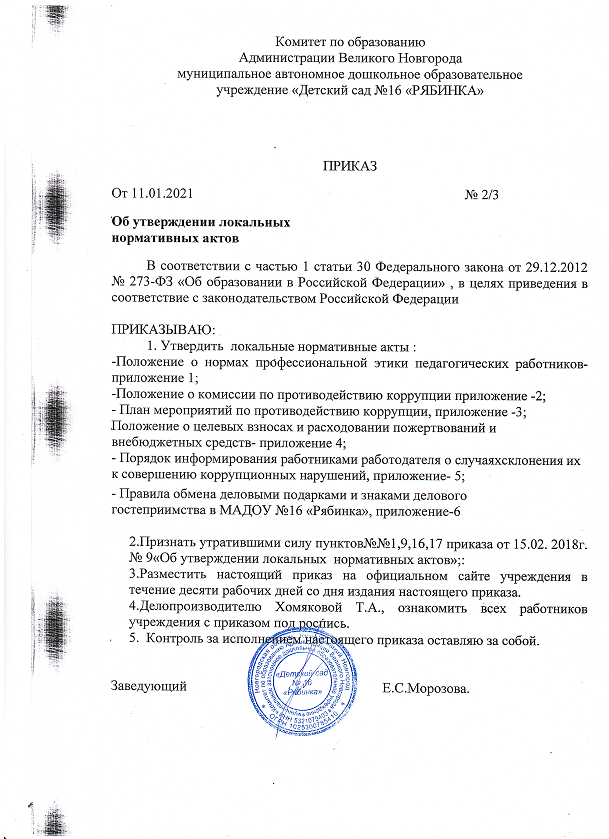 Комитет по образованию
Администрации Великого Новгорода
муниципальное автономное дошкольное образовательное
учреждение «Детский сад №16 «РЯБИНКА»
ПРИКАЗ
От 11.01.2021 № 2/3
Об утверждении локальных
нормативных актов
В соответствии с частью 1 статьи 30 Федерального закона от 29.12.2012
№ 273-ФЗ «Об образовании в Российской Федерации» , в целях приведения в
соответствие с законодательством Российской Федерации
ПРИКАЗЫВАЮ:
1. Утвердить локальные нормативные акты :
-Положение о нормах профессиональной этики педагогических работников-
приложение 1;
-Положение о комиссии по противодействию коррупции приложение -2;
- План мероприятий по противодействию коррупции, приложение -3;
Положение о целевых взносах и расходовании пожертвований и
внебюджетных средств- приложение 4;
- Порядок информирования работниками работодателя о случаяхсклонения их
к совершению коррупционных нарушений, приложение- 5;
- Правила обмена деловыми подарками и знаками делового
гостеприимства в МАДОУ №16 «Рябинка», приложение-6
2.Признать утратившими силу пунктов№№1,9,16,17 приказа от 15.02. 2018г.
№ 9«Об утверждении локальных нормативных актов»;:
3.Разместить настоящий приказ на официальном сайте учреждения в
течение десяти рабочих дней со дня издания настоящего приказа.
4.Делопроизводителю Хомяковой Т.А., ознакомить всех работников
учреждения с приказом под роспись.
5. Контроль за исполнением настоящего приказа оставляю за собой.
«Детский сад
№ 16
«Рябинка»
Заведующий Е.С.Морозова.